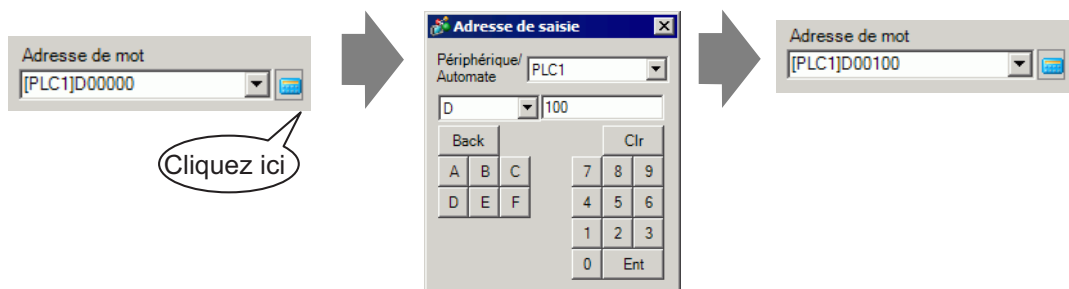 Adresse de mot
[PLC1]D00000
Cliquez ici
Adresse de saisie
Périphérique/
Automate
PLC1
D
100
Back
Clr
A B C
7 8 9
D E F
4 5 6
1 2 3
0 Ent
Adresse de mot
[PLC1]D00100